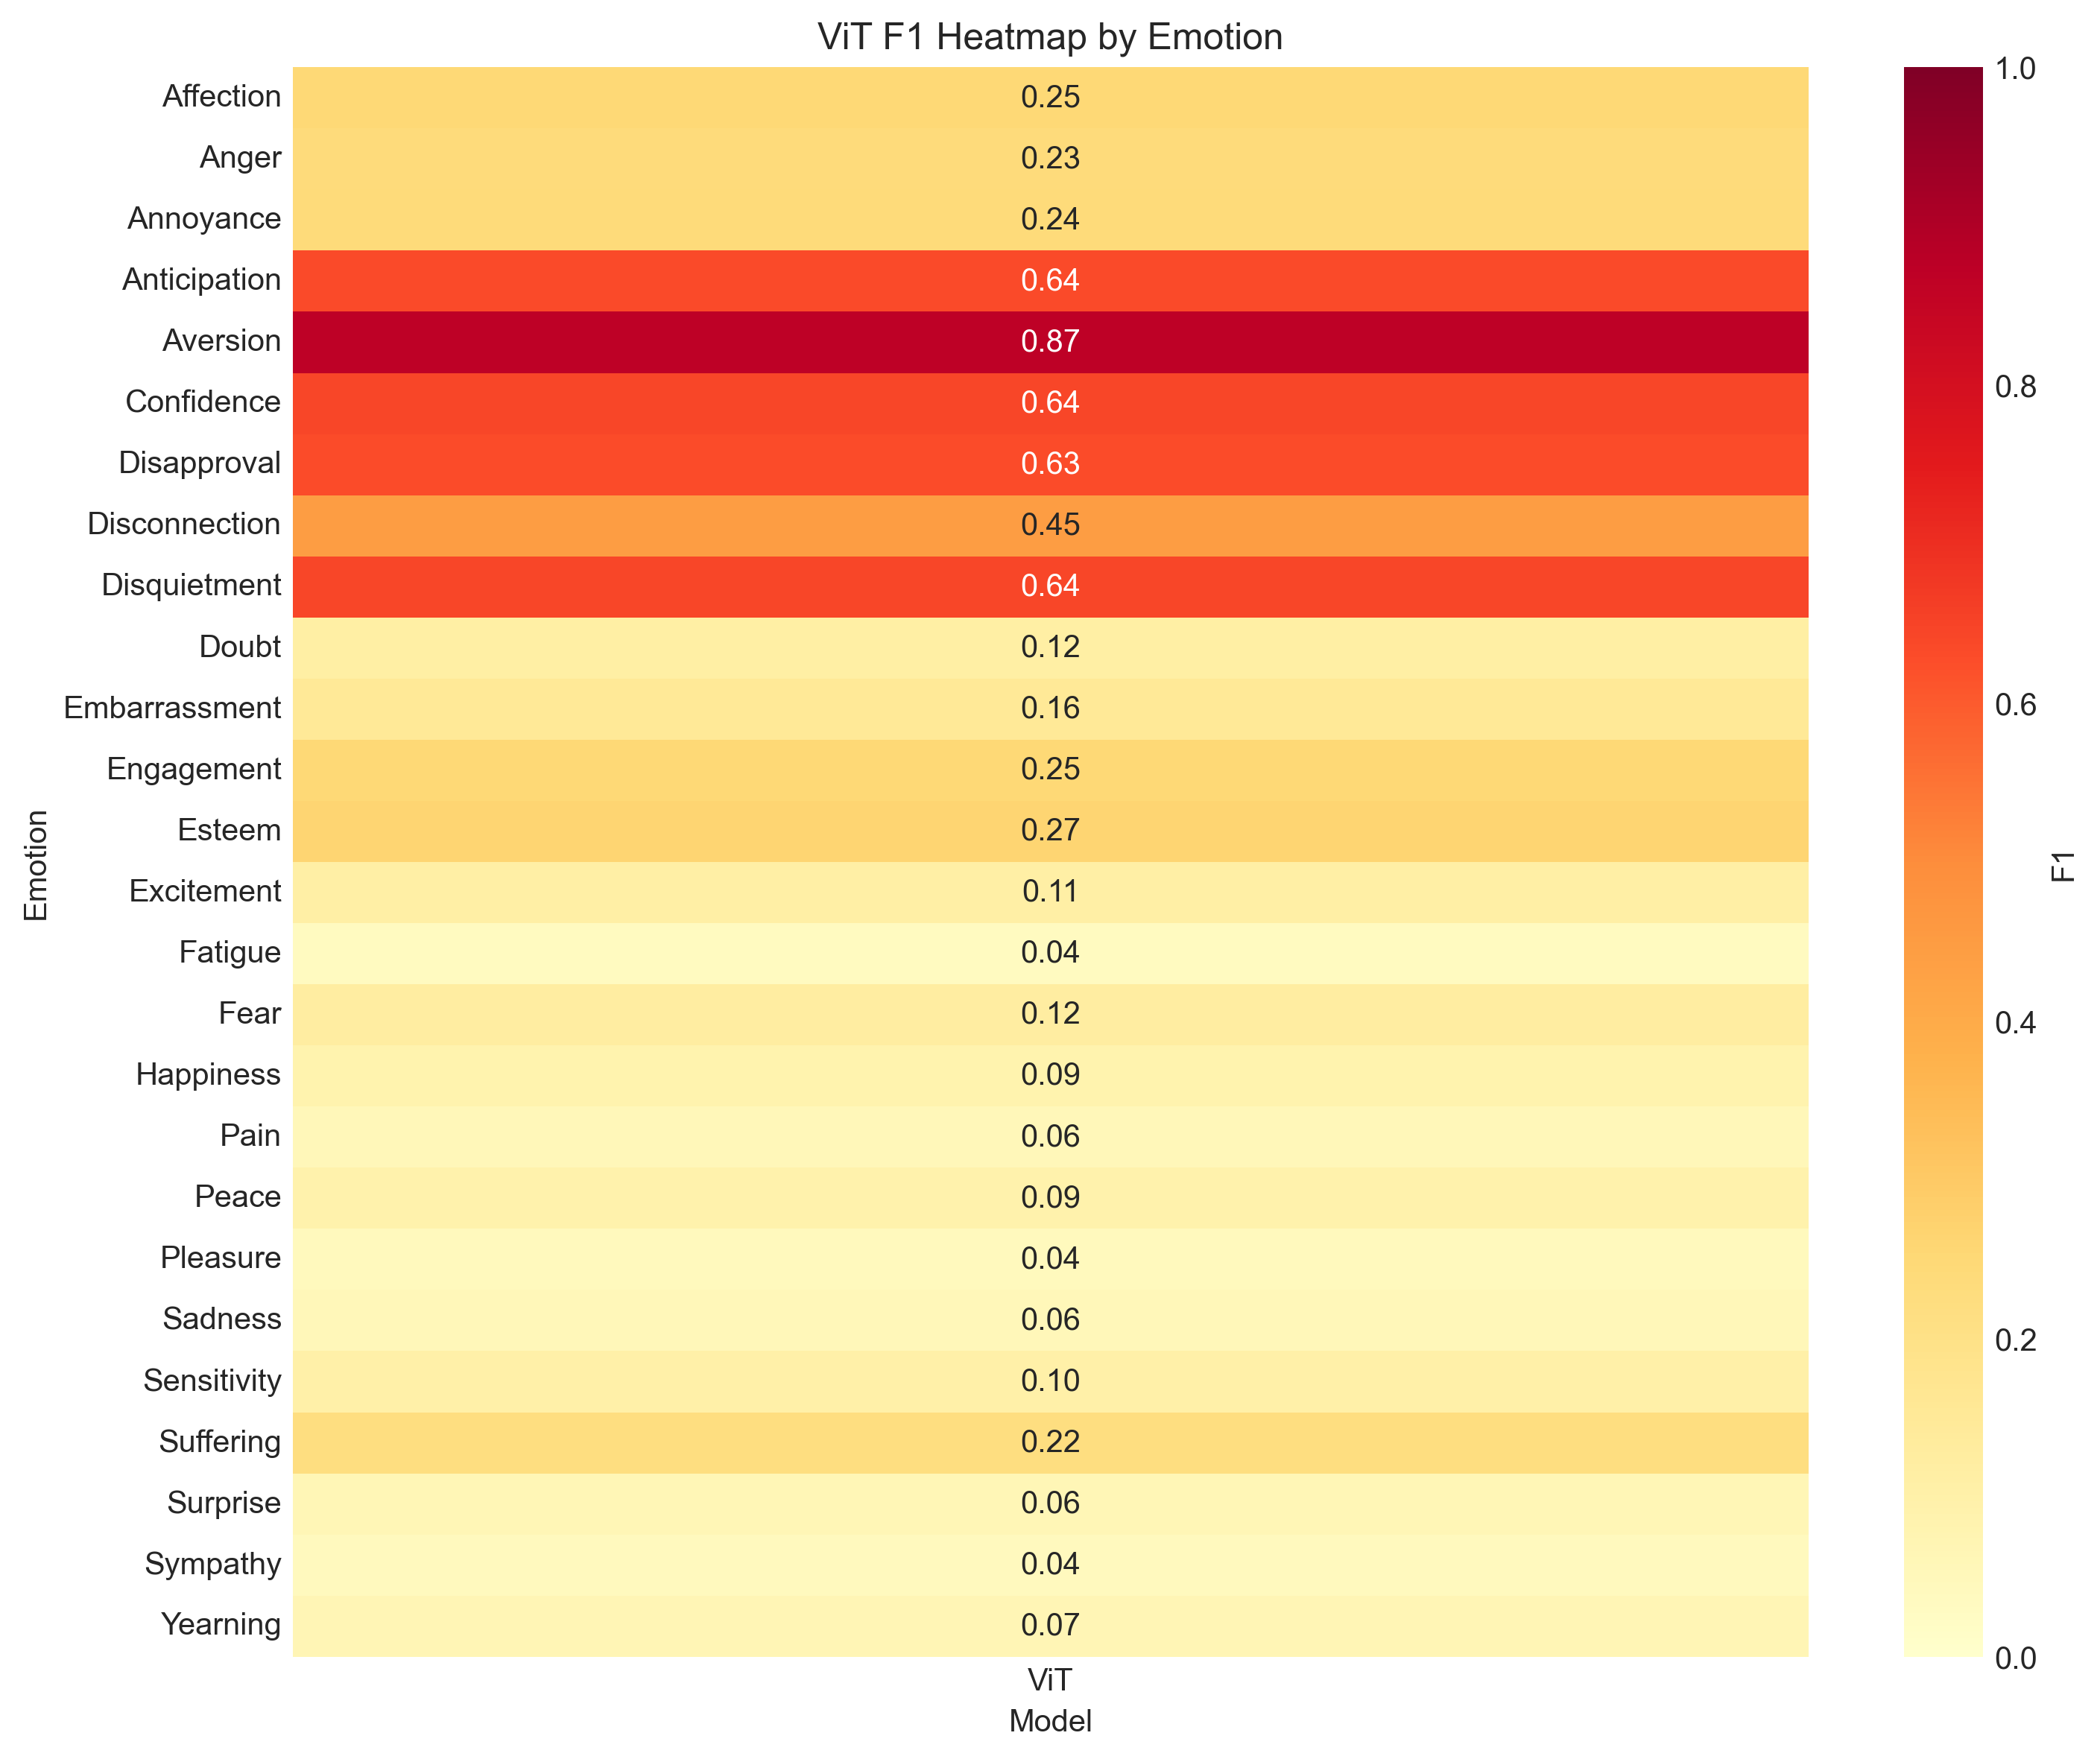 ViT F1 Heatmap by Emotion
Affection 0.25
Anger 0.23
Annoyance 0.24
Anticipation 0.64
Aversion 0.87
Confidence 0.64
Disapproval 0.63
Disconnection 0.45
Disquietment 0.64
Doubt 0.12
Embarrassment 0.16
Engagement 0.25
Esteem 0.27
Excitement 0.11
Fatigue 0.04
Fear 0.12
Happiness 0.09
Pain 0.06
Peace 0.09
Pleasure 0.04
Sadness 0.06
Sensitivity 0.10
Suffering 0.22
Surprise 0.06
Sympathy 0.04
Yearning 0.07
Emotion
ViT
Model
1.0
0.8
0.6
0.4
0.2
0.0
F1